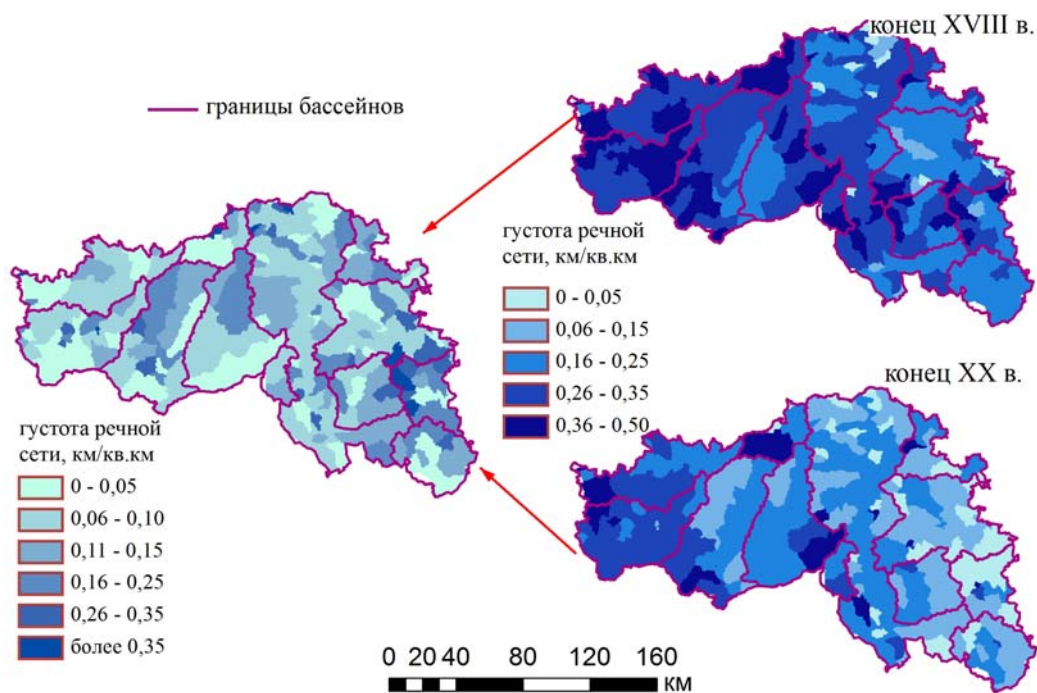 конец XVIII в.
границы бассейнов
густота речной
сети, км/кв.км
0 - 0,05
0,06 - 0,15
0,16 - 0,25
0,26 - 0,35
0,36 - 0,50
конец XX в.
густота речной
сети, км/кв.км
0 - 0,05
0,06 - 0,10
0,11 - 0,15
0,16 - 0,25
0,26 - 0,35
более 0,35
0 20 40 80 120 160
км